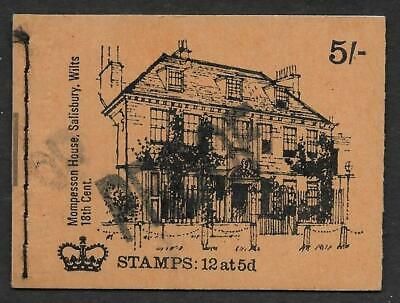 5/-
Mompesson House, Salisbury, Wilts
18th Cent.
STAMPS: 12 at 5d